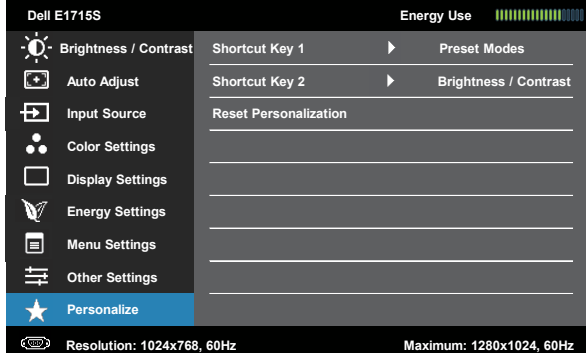 Dell E1715S Energy Use
Brightness / Contrast Shortcut Key 1 Preset Modes
Auto Adjust Shortcut Key 2 Brightness / Contrast
Input Source Reset Personalization
Color Settings
Display Settings
Energy Settings
Menu Settings
Other Settings
Personalize
Resolution: 1024x768, 60Hz Maximum: 1280x1024, 60Hz